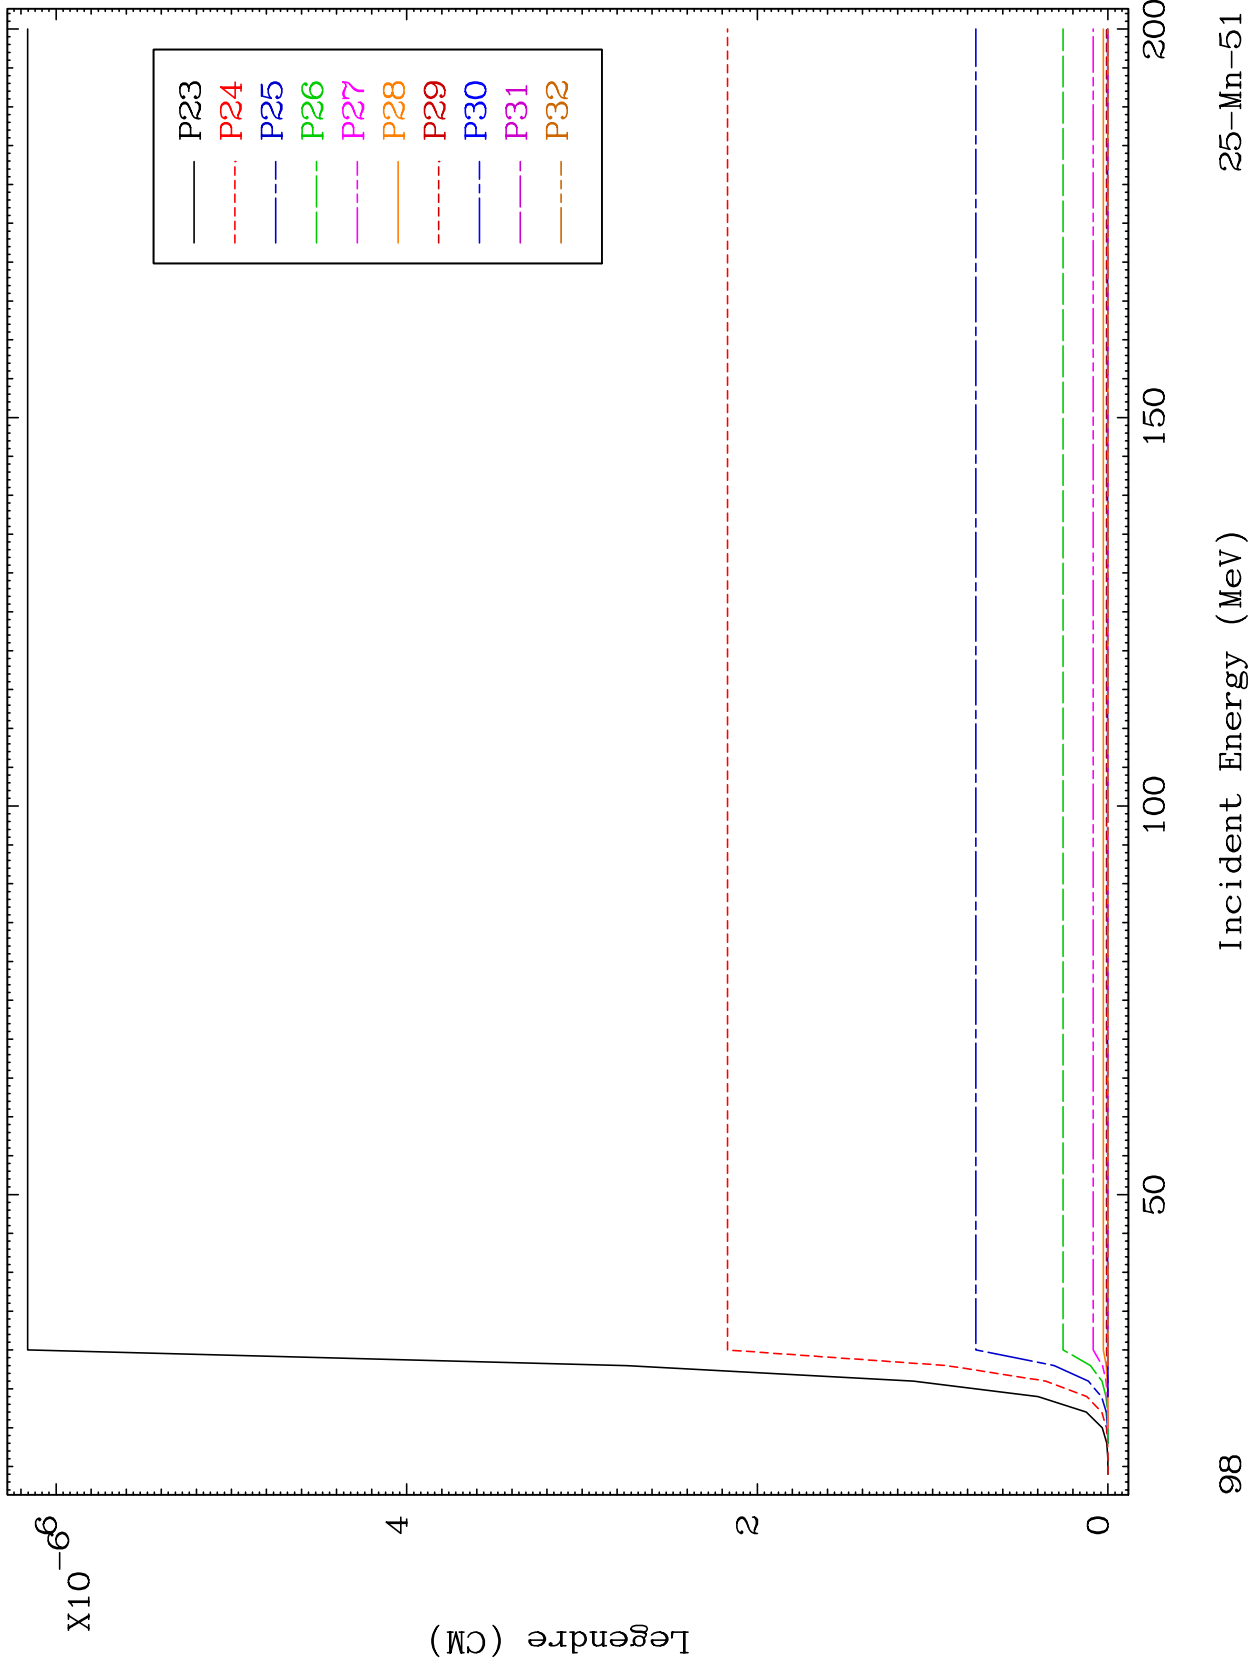 X10
-6
6
4
2
0
Legendre (CM)
P23
P24
P25
P26
P27
P28
P29
P30
P31
P32
50
100
150
200
Incident Energy (MeV)
98
25-Mn-51